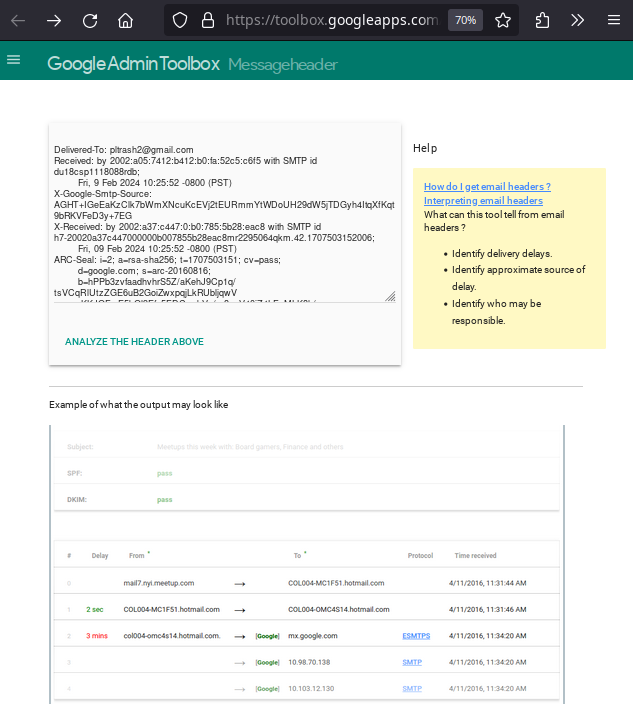 https://toolbox.googleapps.com
70%
Google Admin Toolbox Messageheader
Delivered-To: pltrash2@gmail.com
Received: by 2002:a05:7412:b412:b0:fa:52c5:c6f5 with SMTP id
du18csp1118088rdb;
Fri, 9 Feb 2024 10:25:52 -0800 (PST)
X-Google-Smtp-Source:
AGHT+IGeEaKzClk7bWmXNcuKcEVj2tEURmmYtWDoUH29dW5jTDGyh4ItqXfKqt
9bRKVFeD3y+7EG
X-Received: by 2002:a37:c447:0:b0:785:5b28:eac8 with SMTP id
h7-20020a37c447000000b007855b28eac8mr2295064qkm.42.1707503152006;
Fri, 09 Feb 2024 10:25:52 -0800 (PST)
ARC-Seal: i=2; a=rsa-sha256; t=1707503151; cv=pass;
d=google.com; s=arc-20160816;
b=hPPb3zvfaadhvhrS5Z/aKehJ9Cp1q/
tsVCqRlUtzZGE6uB2GoiZwxpqjLkRUbljqwV
ANALYZE THE HEADER ABOVE
Help
How do I get email headers ?
Interpreting email headers
What can this tool tell from email
headers ?
• Identify delivery delays.
• Identify approximate source of
delay.
• Identify who may be
responsible.
Example of what the output may look like
Subject: Meetups this week with: Board gamers, Finance and others
SPF: pass
DKIM: pass
# Delay From * To * Protocol Time received
0 mail7.nyi.meetup.com → COL004-MC1F51.hotmail.com 4/11/2016, 11:31:44 AM
1 2 sec COL004-MC1F51.hotmail.com → COL004-OMC4S14.hotmail.com 4/11/2016, 11:31:46 AM
2 3 mins col004-omc4s14.hotmail.com. → |Google| mx.google.com ESMTPS 4/11/2016, 11:34:20 AM
3 → |Google| 10.98.70.138 SMTP 4/11/2016, 11:34:20 AM
4 → |Google| 10.103.12.130 SMTP 4/11/2016, 11:34:20 AM